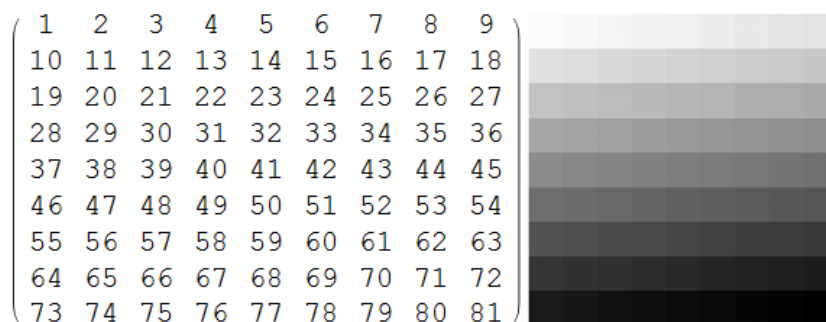 1 2 3 4 5 6 7 8 9
10 11 12 13 14 15 16 17 18
19 20 21 22 23 24 25 26 27
28 29 30 31 32 33 34 35 36
37 38 39 40 41 42 43 44 45
46 47 48 49 50 51 52 53 54
55 56 57 58 59 60 61 62 63
64 65 66 67 68 69 70 71 72
73 74 75 76 77 78 79 80 81